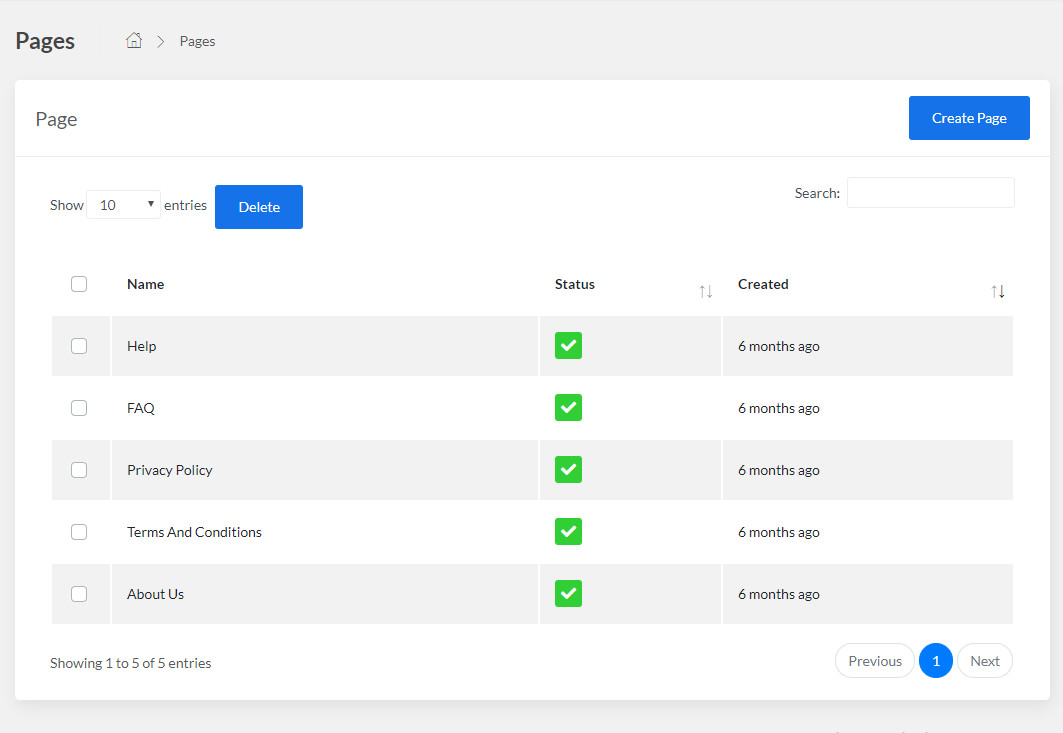 Pages Pages
Page Create Page
Show 10 entries Delete Search:
Name Status Created
Help 6 months ago
FAQ 6 months ago
Privacy Policy 6 months ago
Terms And Conditions 6 months ago
About Us 6 months ago
Showing 1 to 5 of 5 entries Previous 1 Next